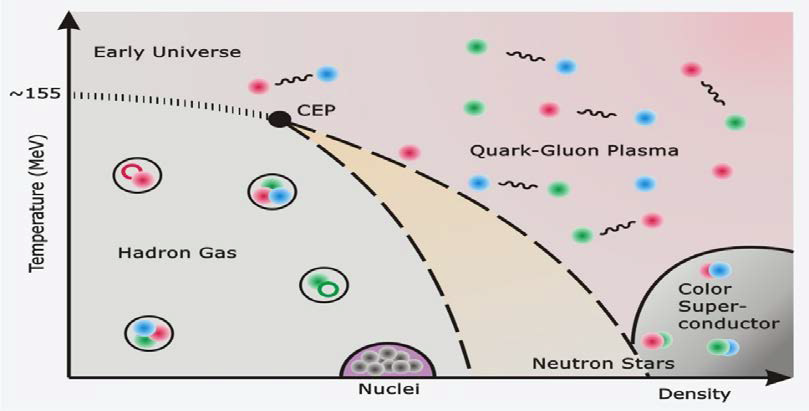 Early Universe
~155
CEP
Quark-Gluon Plasma
Temperature (MeV)
Hadron Gas
Color
Super-
conductor
Neutron Stars
Nuclei
Density